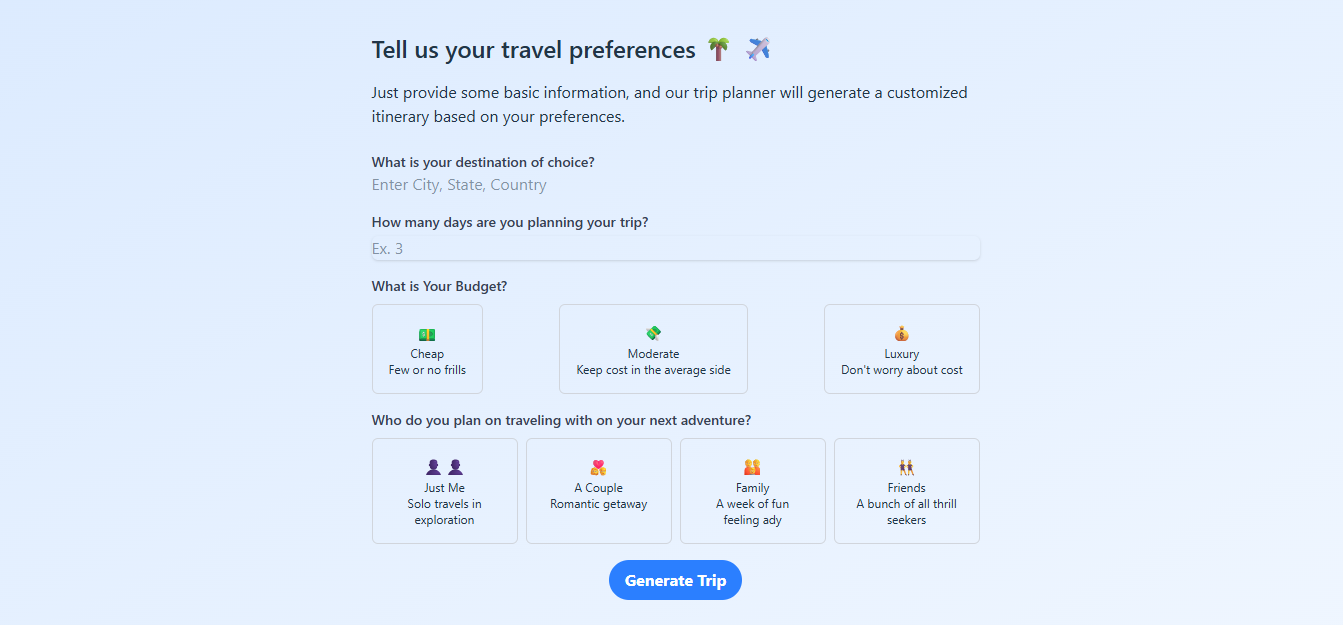 Tell us your travel preferences 🌴 ✈️
Just provide some basic information, and our trip planner will generate a customized
itinerary based on your preferences.
What is your destination of choice?
Enter City, State, Country
How many days are you planning your trip?
Ex. 3
What is Your Budget?
Cheap
Few or no frills
Moderate
Keep cost in the average side
Luxury
Don't worry about cost
Who do you plan on traveling with on your next adventure?
Just Me
Solo travels in
exploration
A Couple
Romantic getaway
Family
A week of fun
feeling ady
Friends
A bunch of all thrill
seekers
Generate Trip